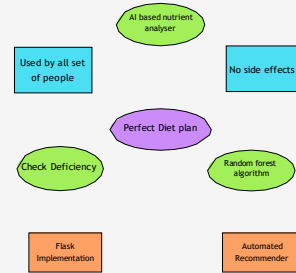 AI based nutrient
analyser
Used by all set
of people
No side effects
Perfect Diet plan
Check Deficiency
Random forest
algorithm
Flask
Implementation
Automated
Recommender